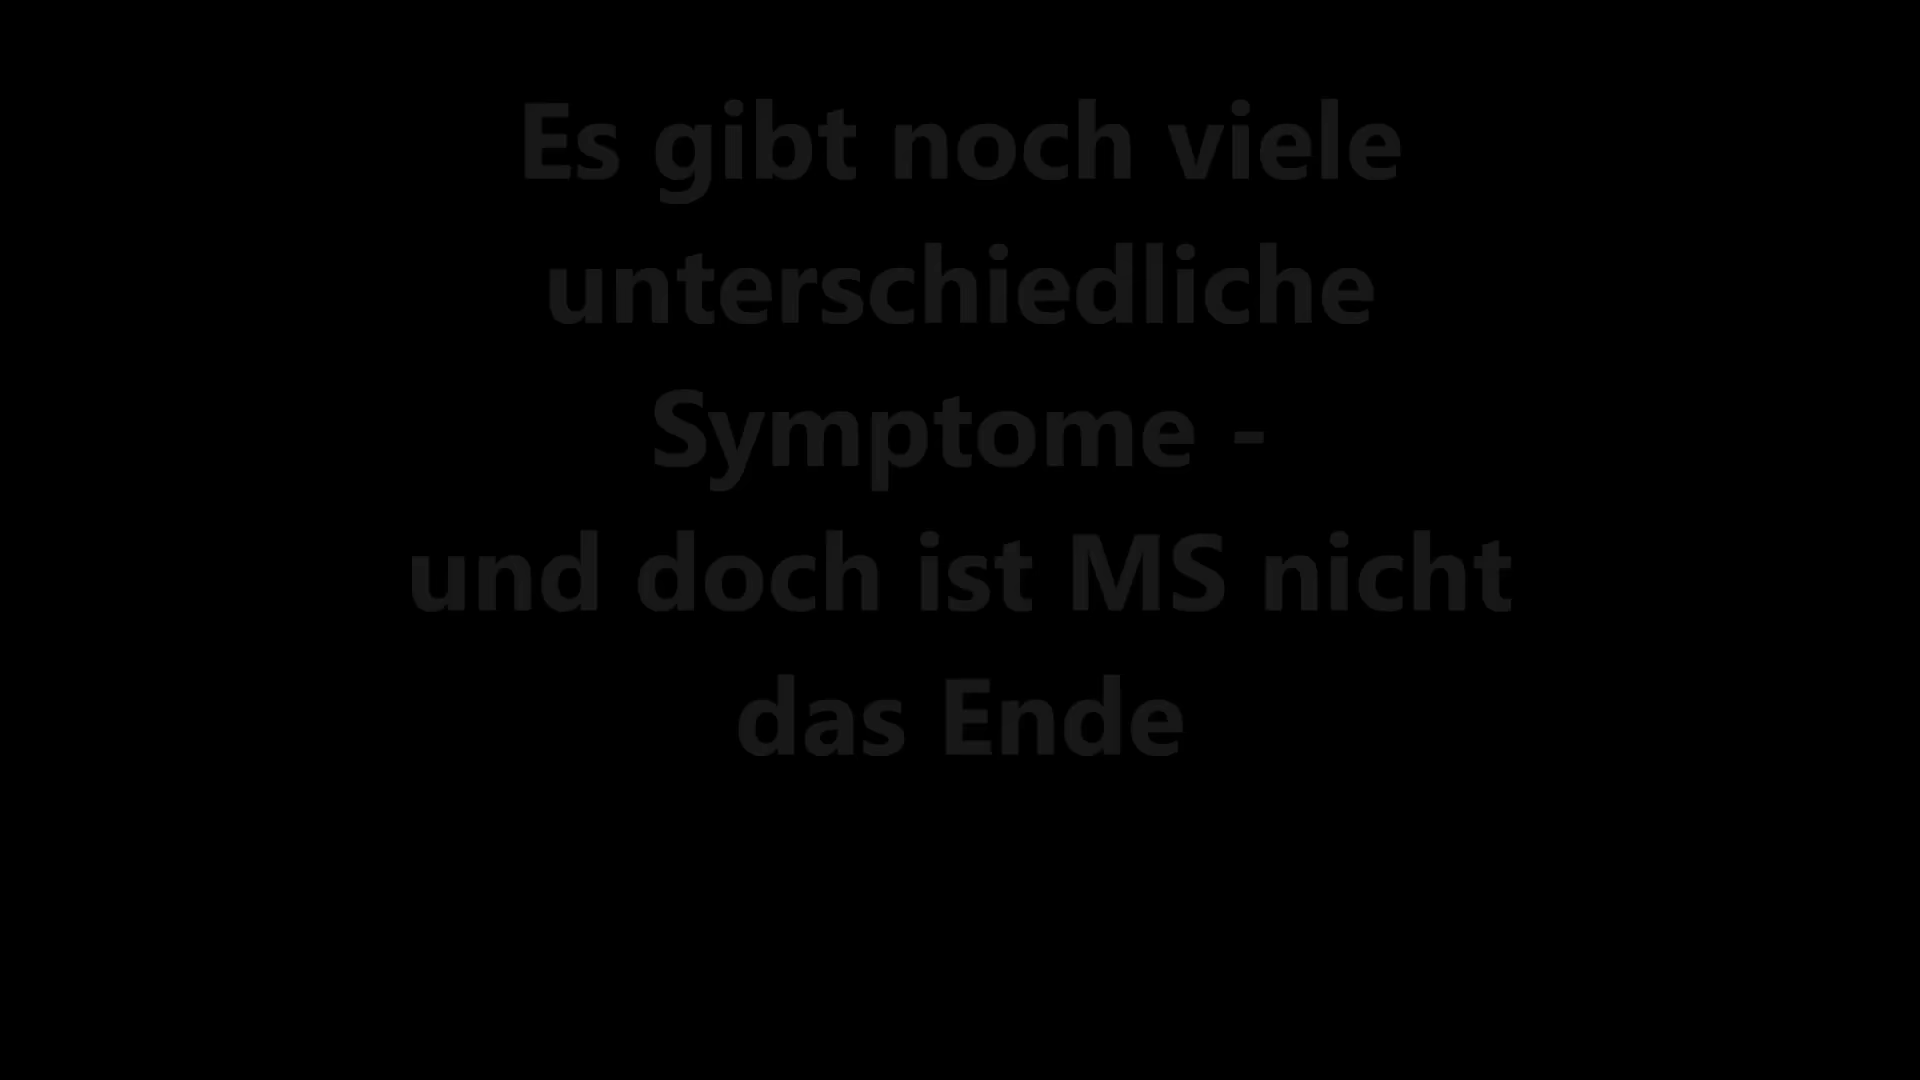 Es gibt noch viele
unterschiedliche
Symptome -
und doch ist MS nicht
das Ende